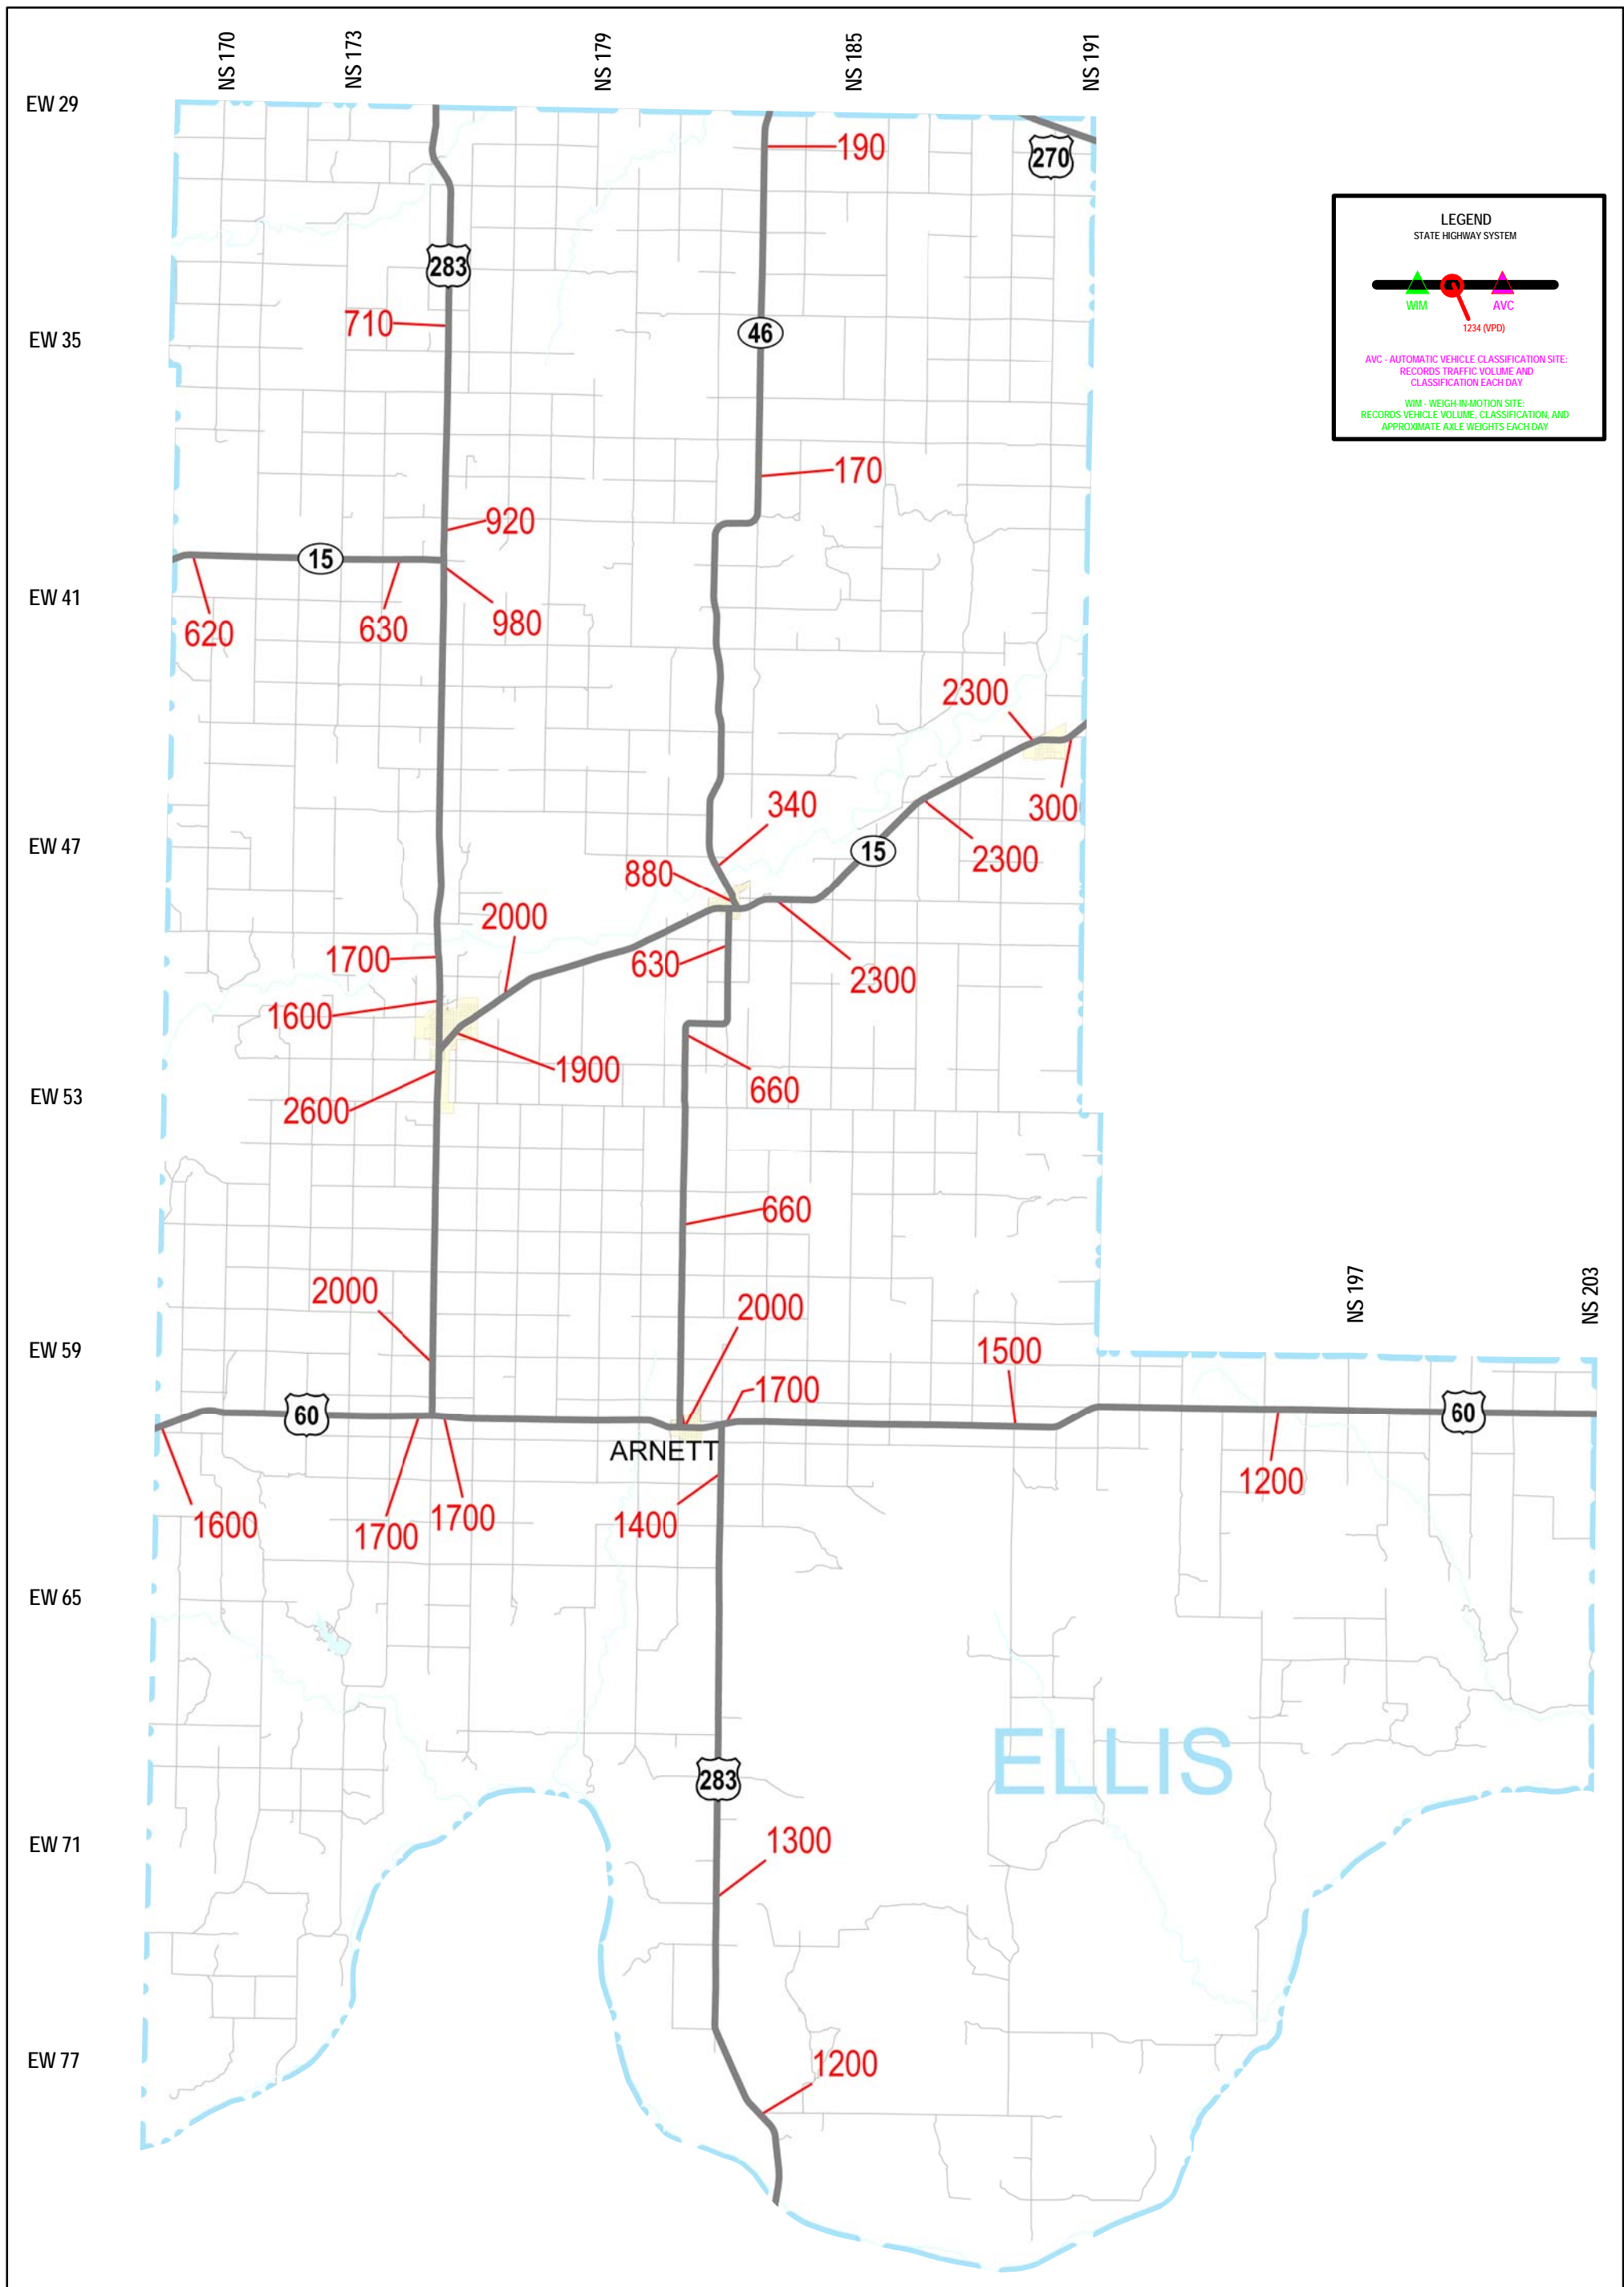 NS 170
NS 173
NS 179
NS 185
NS 191
EW 29
190
270
LEGEND
STATE HIGHWAY SYSTEM
WIM
AVC
1234 (VPD)
AVC - AUTOMATIC VEHICLE CLASSIFICATION SITE:
RECORDS TRAFFIC VOLUME AND
CLASSIFICATION EACH DAY
WIM - WEIGH-IN-MOTION SITE:
RECORDS VEHICLE VOLUME, CLASSIFICATION, AND
APPROXIMATE AXLE WEIGHTS EACH DAY
283
710
46
EW 35
170
920
15
EW 41
620
630
980
2300
340
300
EW 47
15
2300
880
2000
1700
630
2300
1600
1900
660
EW 53
2600
660
NS 197
NS 203
2000
2000
EW 59
1500
1700
60
60
ARNETT
1200
1600
1700
1700
1400
EW 65
ELLIS
283
EW 71
1300
EW 77
1200